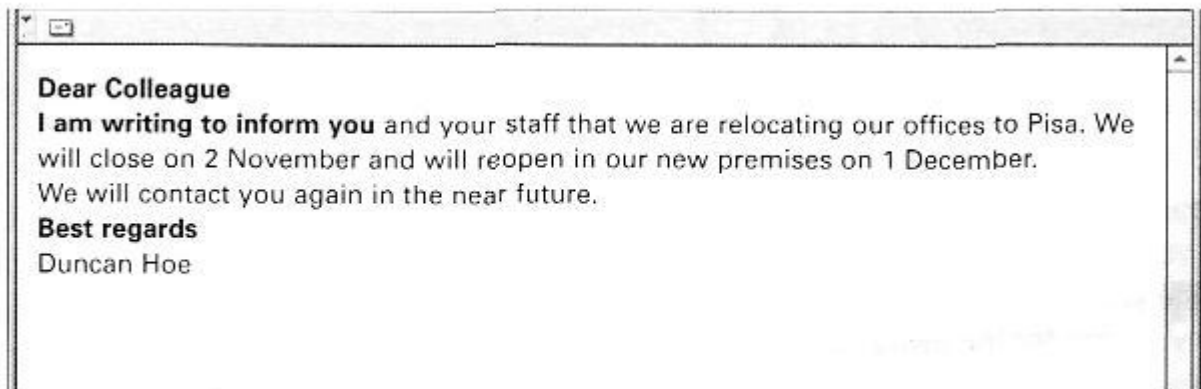 Dear Colleague
I am writing to inform you and your staff that we are relocating our offices to Pisa. We
will close on 2 November and will reopen in our new premises on 1 December.
We will contact you again in the near future.
Best regards
Duncan Hoe